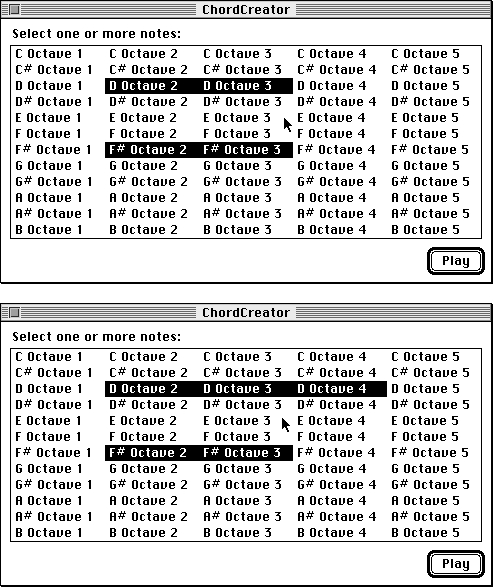 ChordCreator
Select one or more notes:
C Octave 1 C Octave 2 C Octave 3 C Octave 4 C Octave 5
C# Octave 1 C# Octave 2 C# Octave 3 C# Octave 4 C# Octave 5
D Octave 1 D Octave 2 D Octave 3 D Octave 4 D Octave 5
D# Octave 1 D# Octave 2 D# Octave 3 D# Octave 4 D# Octave 5
E Octave 1 E Octave 2 E Octave 3 E Octave 4 E Octave 5
F Octave 1 F Octave 2 F Octave 3 F Octave 4 F Octave 5
F# Octave 1 F# Octave 2 F# Octave 3 F# Octave 4 F# Octave 5
G Octave 1 G Octave 2 G Octave 3 G Octave 4 G Octave 5
G# Octave 1 G# Octave 2 G# Octave 3 G# Octave 4 G# Octave 5
A Octave 1 A Octave 2 A Octave 3 A Octave 4 A Octave 5
A# Octave 1 A# Octave 2 A# Octave 3 A# Octave 4 A# Octave 5
B Octave 1 B Octave 2 B Octave 3 B Octave 4 B Octave 5
Play
ChordCreator
Select one or more notes:
C Octave 1 C Octave 2 C Octave 3 C Octave 4 C Octave 5
C# Octave 1 C# Octave 2 C# Octave 3 C# Octave 4 C# Octave 5
D Octave 1 D Octave 2 D Octave 3 D Octave 4 D Octave 5
D# Octave 1 D# Octave 2 D# Octave 3 D# Octave 4 D# Octave 5
E Octave 1 E Octave 2 E Octave 3 E Octave 4 E Octave 5
F Octave 1 F Octave 2 F Octave 3 F Octave 4 F Octave 5
F# Octave 1 F# Octave 2 F# Octave 3 F# Octave 4 F# Octave 5
G Octave 1 G Octave 2 G Octave 3 G Octave 4 G Octave 5
G# Octave 1 G# Octave 2 G# Octave 3 G# Octave 4 G# Octave 5
A Octave 1 A Octave 2 A Octave 3 A Octave 4 A Octave 5
A# Octave 1 A# Octave 2 A# Octave 3 A# Octave 4 A# Octave 5
B Octave 1 B Octave 2 B Octave 3 B Octave 4 B Octave 5
Play